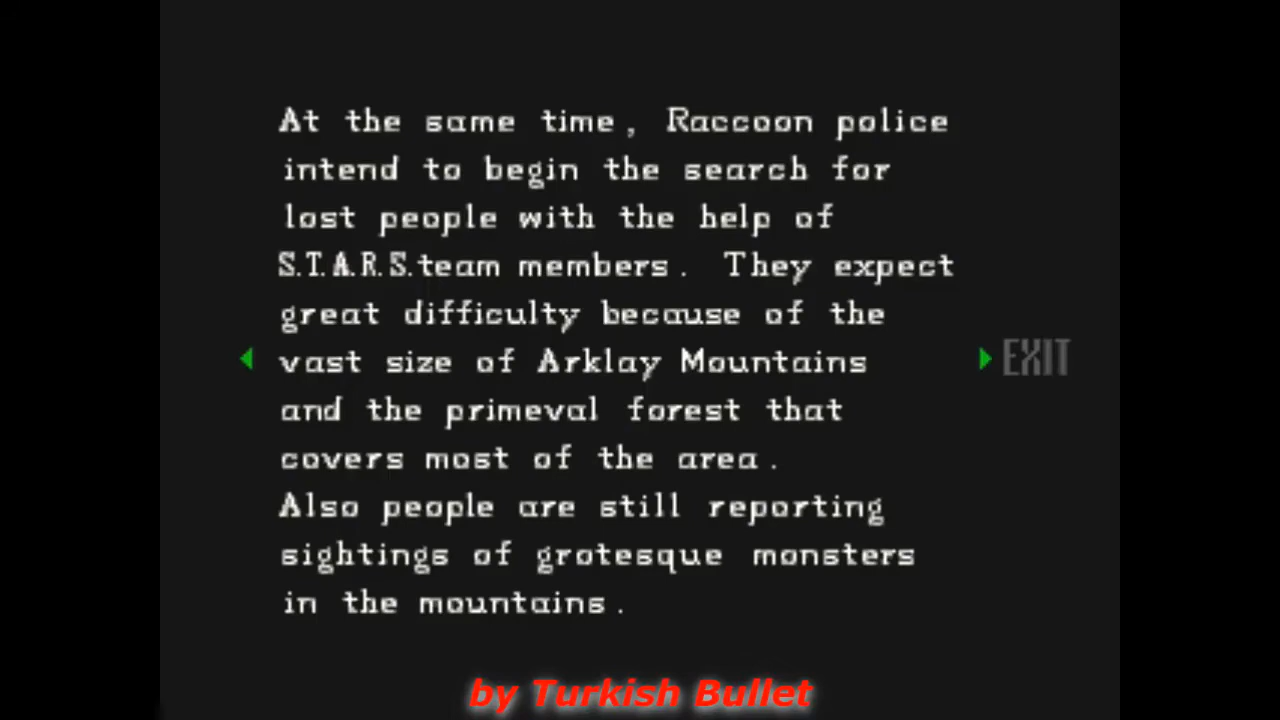 At the same time, Raccoon police
intend to begin the search for
lost people with the help of
S.T.A.R.S.team members. They expect
great difficulty because of the
vast size of Arklay Mountains
EXIT
and the primeval forest that
covers most of the area.
Also people are still reporting
sightings of grotesque monsters
in the mountains.
by Turkish Bullet